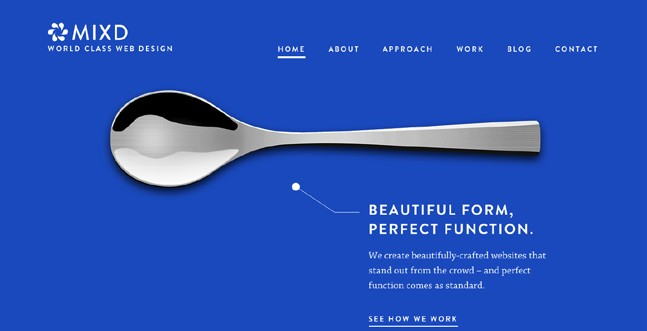 MIXD
WORLD CLASS WEB DESIGN
HOME ABOUT APPROACH WORK BLOG CONTACT
BEAUTIFUL FORM,
PERFECT FUNCTION.
We create beautifully-crafted websites that
stand out from the crowd – and perfect
function comes as standard.
SEE HOW WE WORK